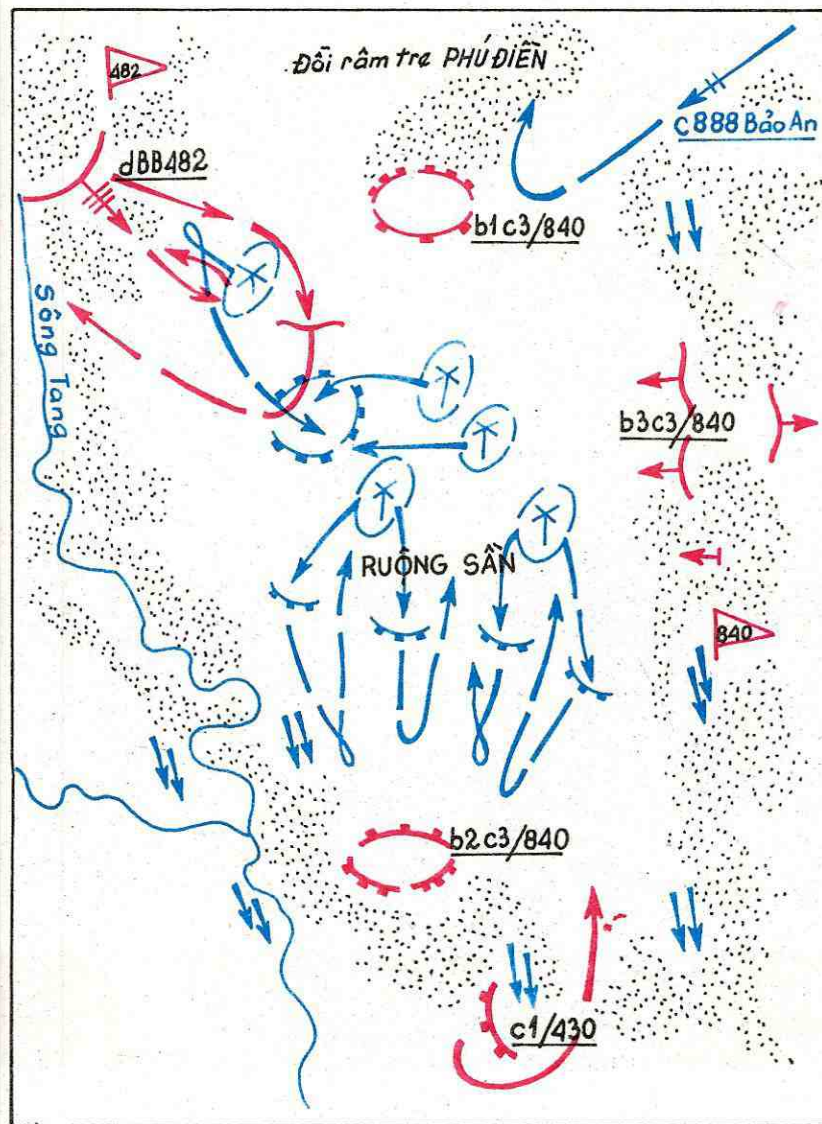 Đồi râm tre PHÚ ĐIỀN
482
C888 Bảo An
dBB482
b1c3/840
Sông Tang
b3c3/840
RUỘNG SẦN
840
b2c3/840
c1/430